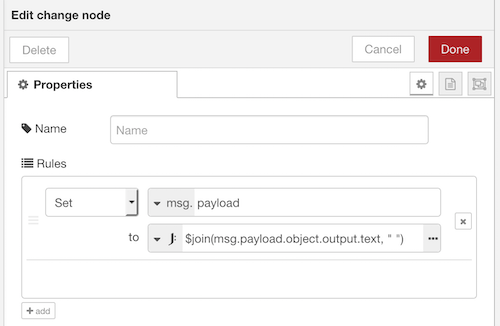 Edit change node
Delete Cancel Done
Properties
Name Name
Rules
Set msg. payload
to J: $join(msg.payload.object.output.text, " ")
add